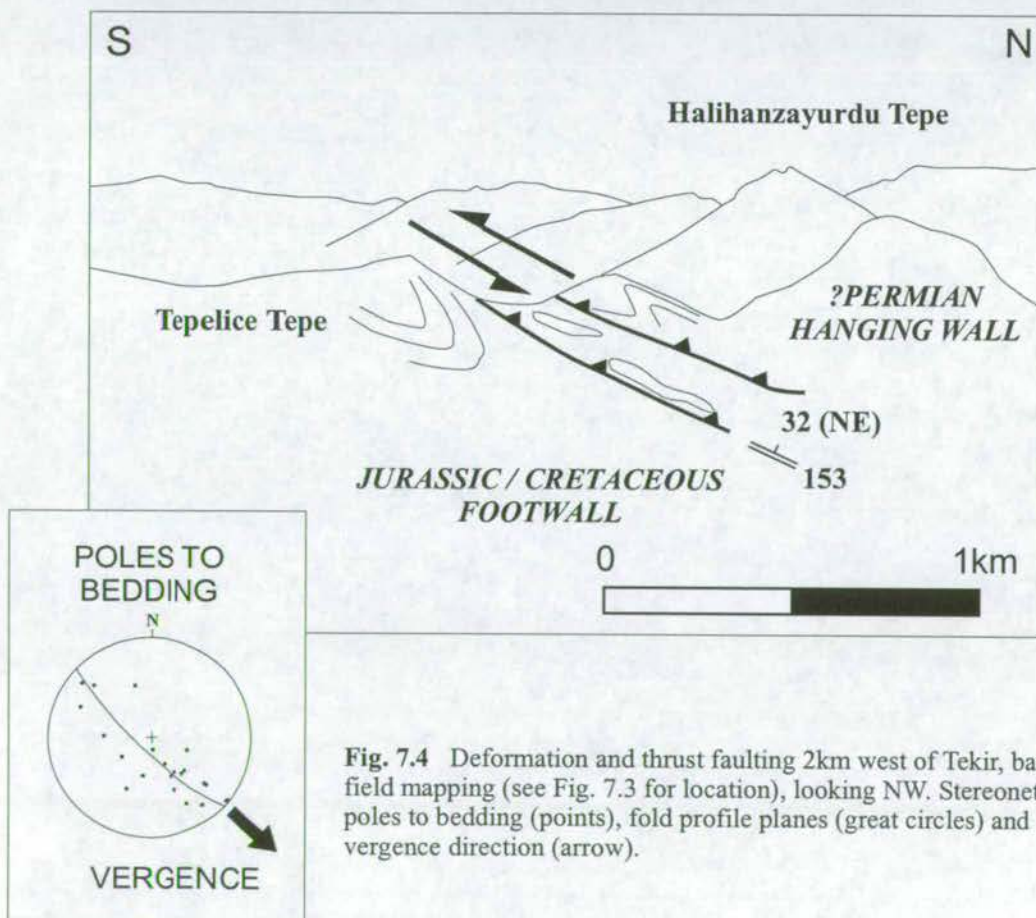 S
N
Halihanzayurdu Tepe
?PERMIAN
HANGING WALL
Tepelice Tepe
32 (NE)
153
JURASSIC / CRETACEOUS
FOOTWALL
0
1km
POLES TO
BEDDING
N
VERGENCE
Fig. 7.4 Deformation and thrust faulting 2km west of Tekir, ba
field mapping (see Fig. 7.3 for location), looking NW. Stereonet
poles to bedding (points), fold profile planes (great circles) and
vergence direction (arrow).